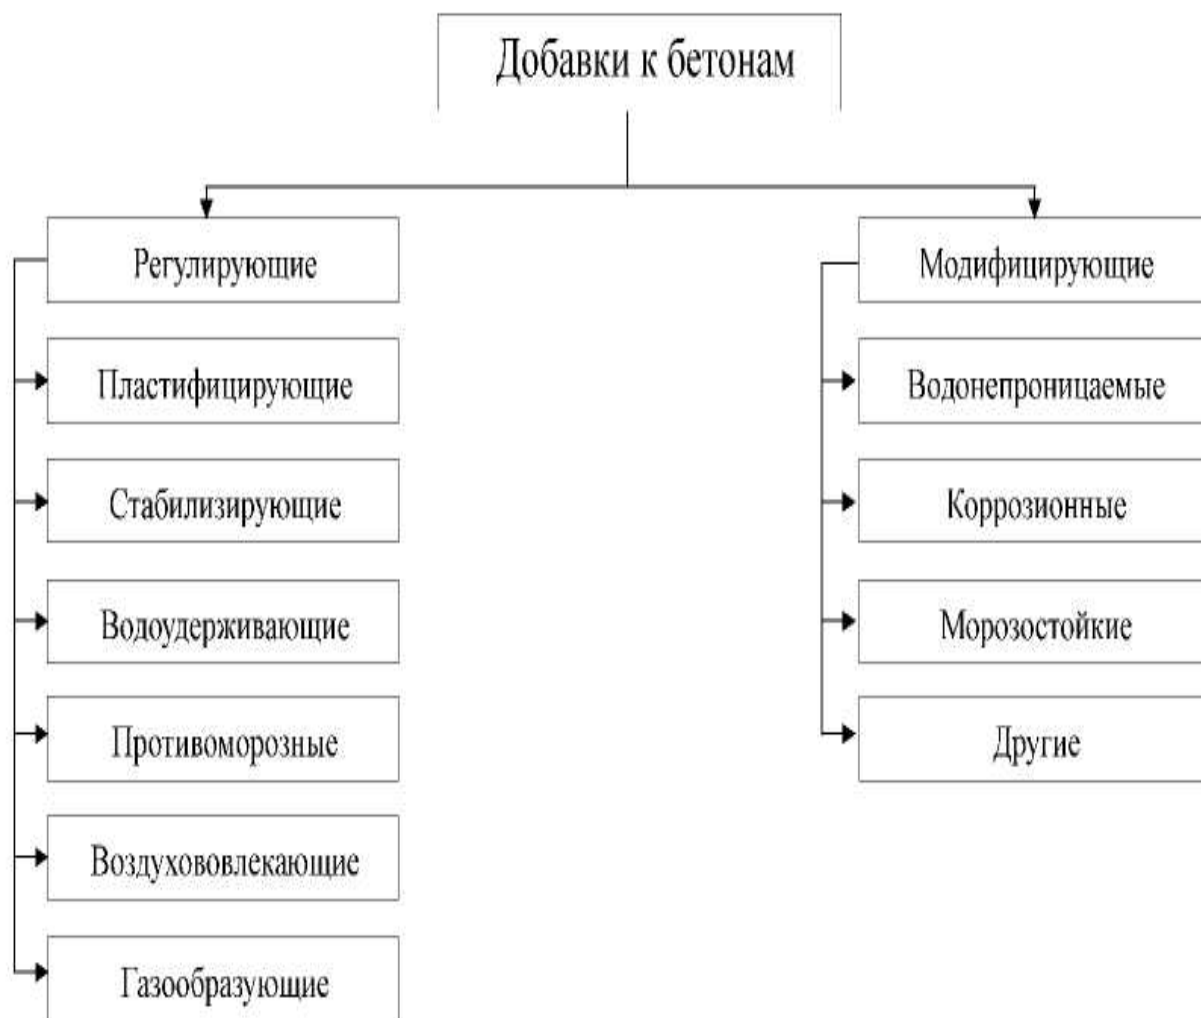 Добавки к бетонам
Регулирующие
Модифицирующие
Пластифицирующие
Водонепроницаемые
Стабилизирующие
Коррозионные
Водоудерживающие
Морозостойкие
Противоморозные
Другие
Воздухововлекающие
Газообразующие